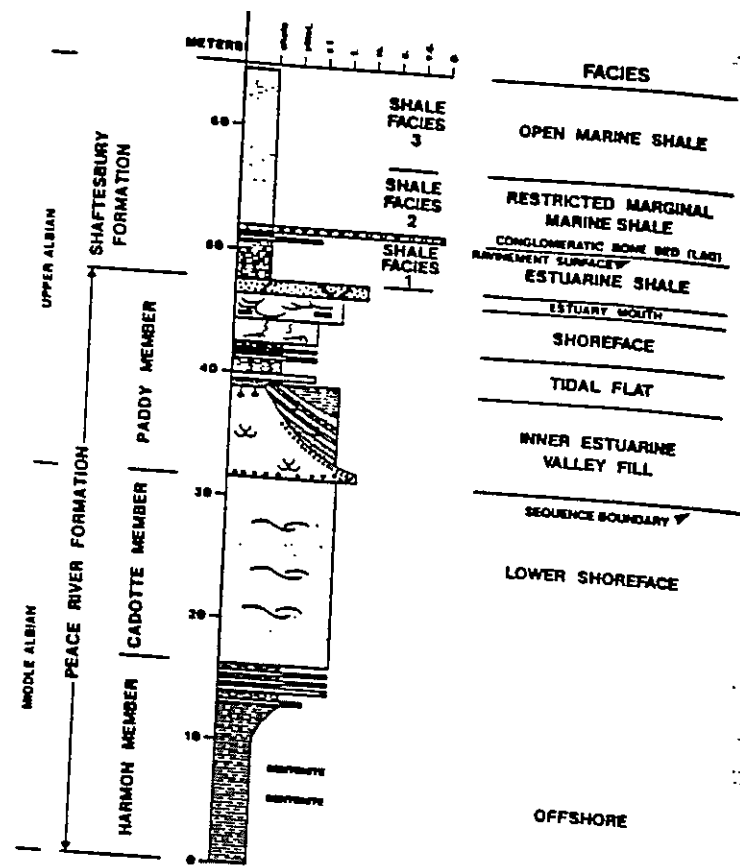 METERS
FACIES
60
50
40
30
20
10
0
UPPER ALBIAN
MIDDLE ALBIAN
SHAFTESBURY
FORMATION
PEACE RIVER FORMATION
PADDY MEMBER
CADOTTE MEMBER
HARMON MEMBER
SHALE
FACIES
3
SHALE
FACIES
2
SHALE
FACIES
1
OPEN MARINE SHALE
RESTRICTED MARGINAL
MARINE SHALE
CONGLOMERATIC BONE BED (LAG)
RAVINEMENT SURFACE
ESTUARINE SHALE
ESTUARY MOUTH
SHOREFACE
TIDAL FLAT
INNER ESTUARINE
VALLEY FILL
SEQUENCE BOUNDARY
LOWER SHOREFACE
BENTONITE
BENTONITE
OFFSHORE